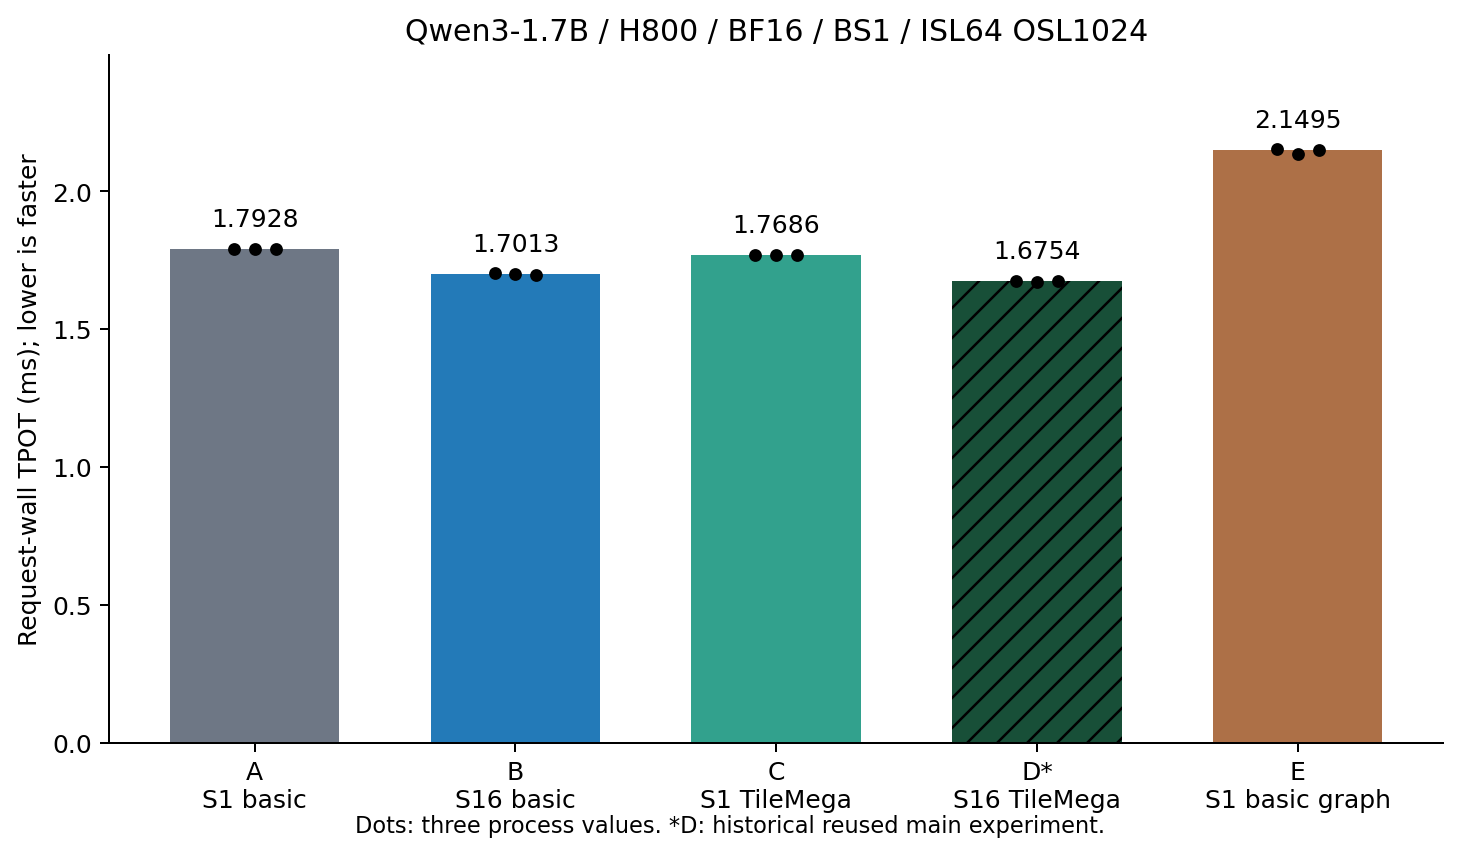 Qwen3-1.7B / H800 / BF16 / BS1 / ISL64 OSL1024
Request-wall TPOT (ms); lower is faster
2.0
1.5
1.0
0.5
0.0
1.7928
1.7013
1.7686
1.6754
2.1495
A
S1 basic
B
S16 basic
C
S1 TileMega
D*
S16 TileMega
E
S1 basic graph
Dots: three process values. *D: historical reused main experiment.